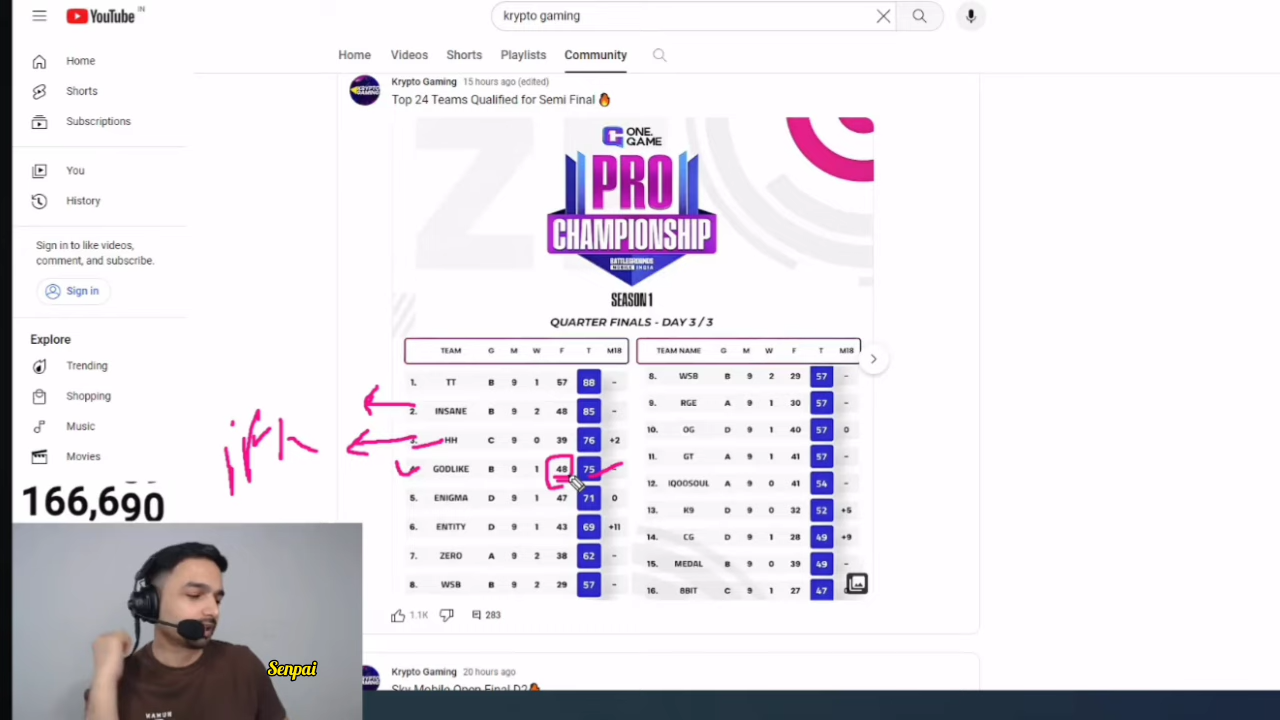 YouTube IN
krypto gaming
Home Videos Shorts Playlists Community
Home
Shorts
Subscriptions
You
History
Sign in to like videos,
comment, and subscribe.
Sign in
Explore
Trending
Shopping
Music
Movies
166,690
Senpai
Krypto Gaming 15 hours ago (edited)
Top 24 Teams Qualified for Semi Final🔥
ONE.
GAME
PRO
CHAMPIONSHIP
BATTLEGROUNDS
MOBILE INDIA
SEASON 1
QUARTER FINALS - DAY 3 / 3
TEAM G M W F T M18
1. TT B 9 1 57 88 -
2. INSANE B 9 2 48 85 -
3. HH C 9 0 39 76 +2
4. GODLIKE B 9 1 48 75
5. ENIGMA D 9 1 47 71 0
6. ENTITY D 9 1 43 69 +11
7. ZERO A 9 2 38 62 -
8. WSB B 9 2 29 57 -
TEAM NAME G M W F T M18
8. WSB B 9 2 29 57 -
9. RGE A 9 1 30 57 -
10. OG D 9 1 40 57 0
11. GT A 9 1 41 57 -
12. IQOOSOUL A 9 0 41 54 -
13. K9 D 9 0 32 52 +5
14. CG D 9 1 28 49 +9
15. MEDAL B 9 0 39 49 -
16. 8BIT C 9 1 27 47
1.1K 283
Krypto Gaming 20 hours ago
Sky Mobile Open Final D2🔥